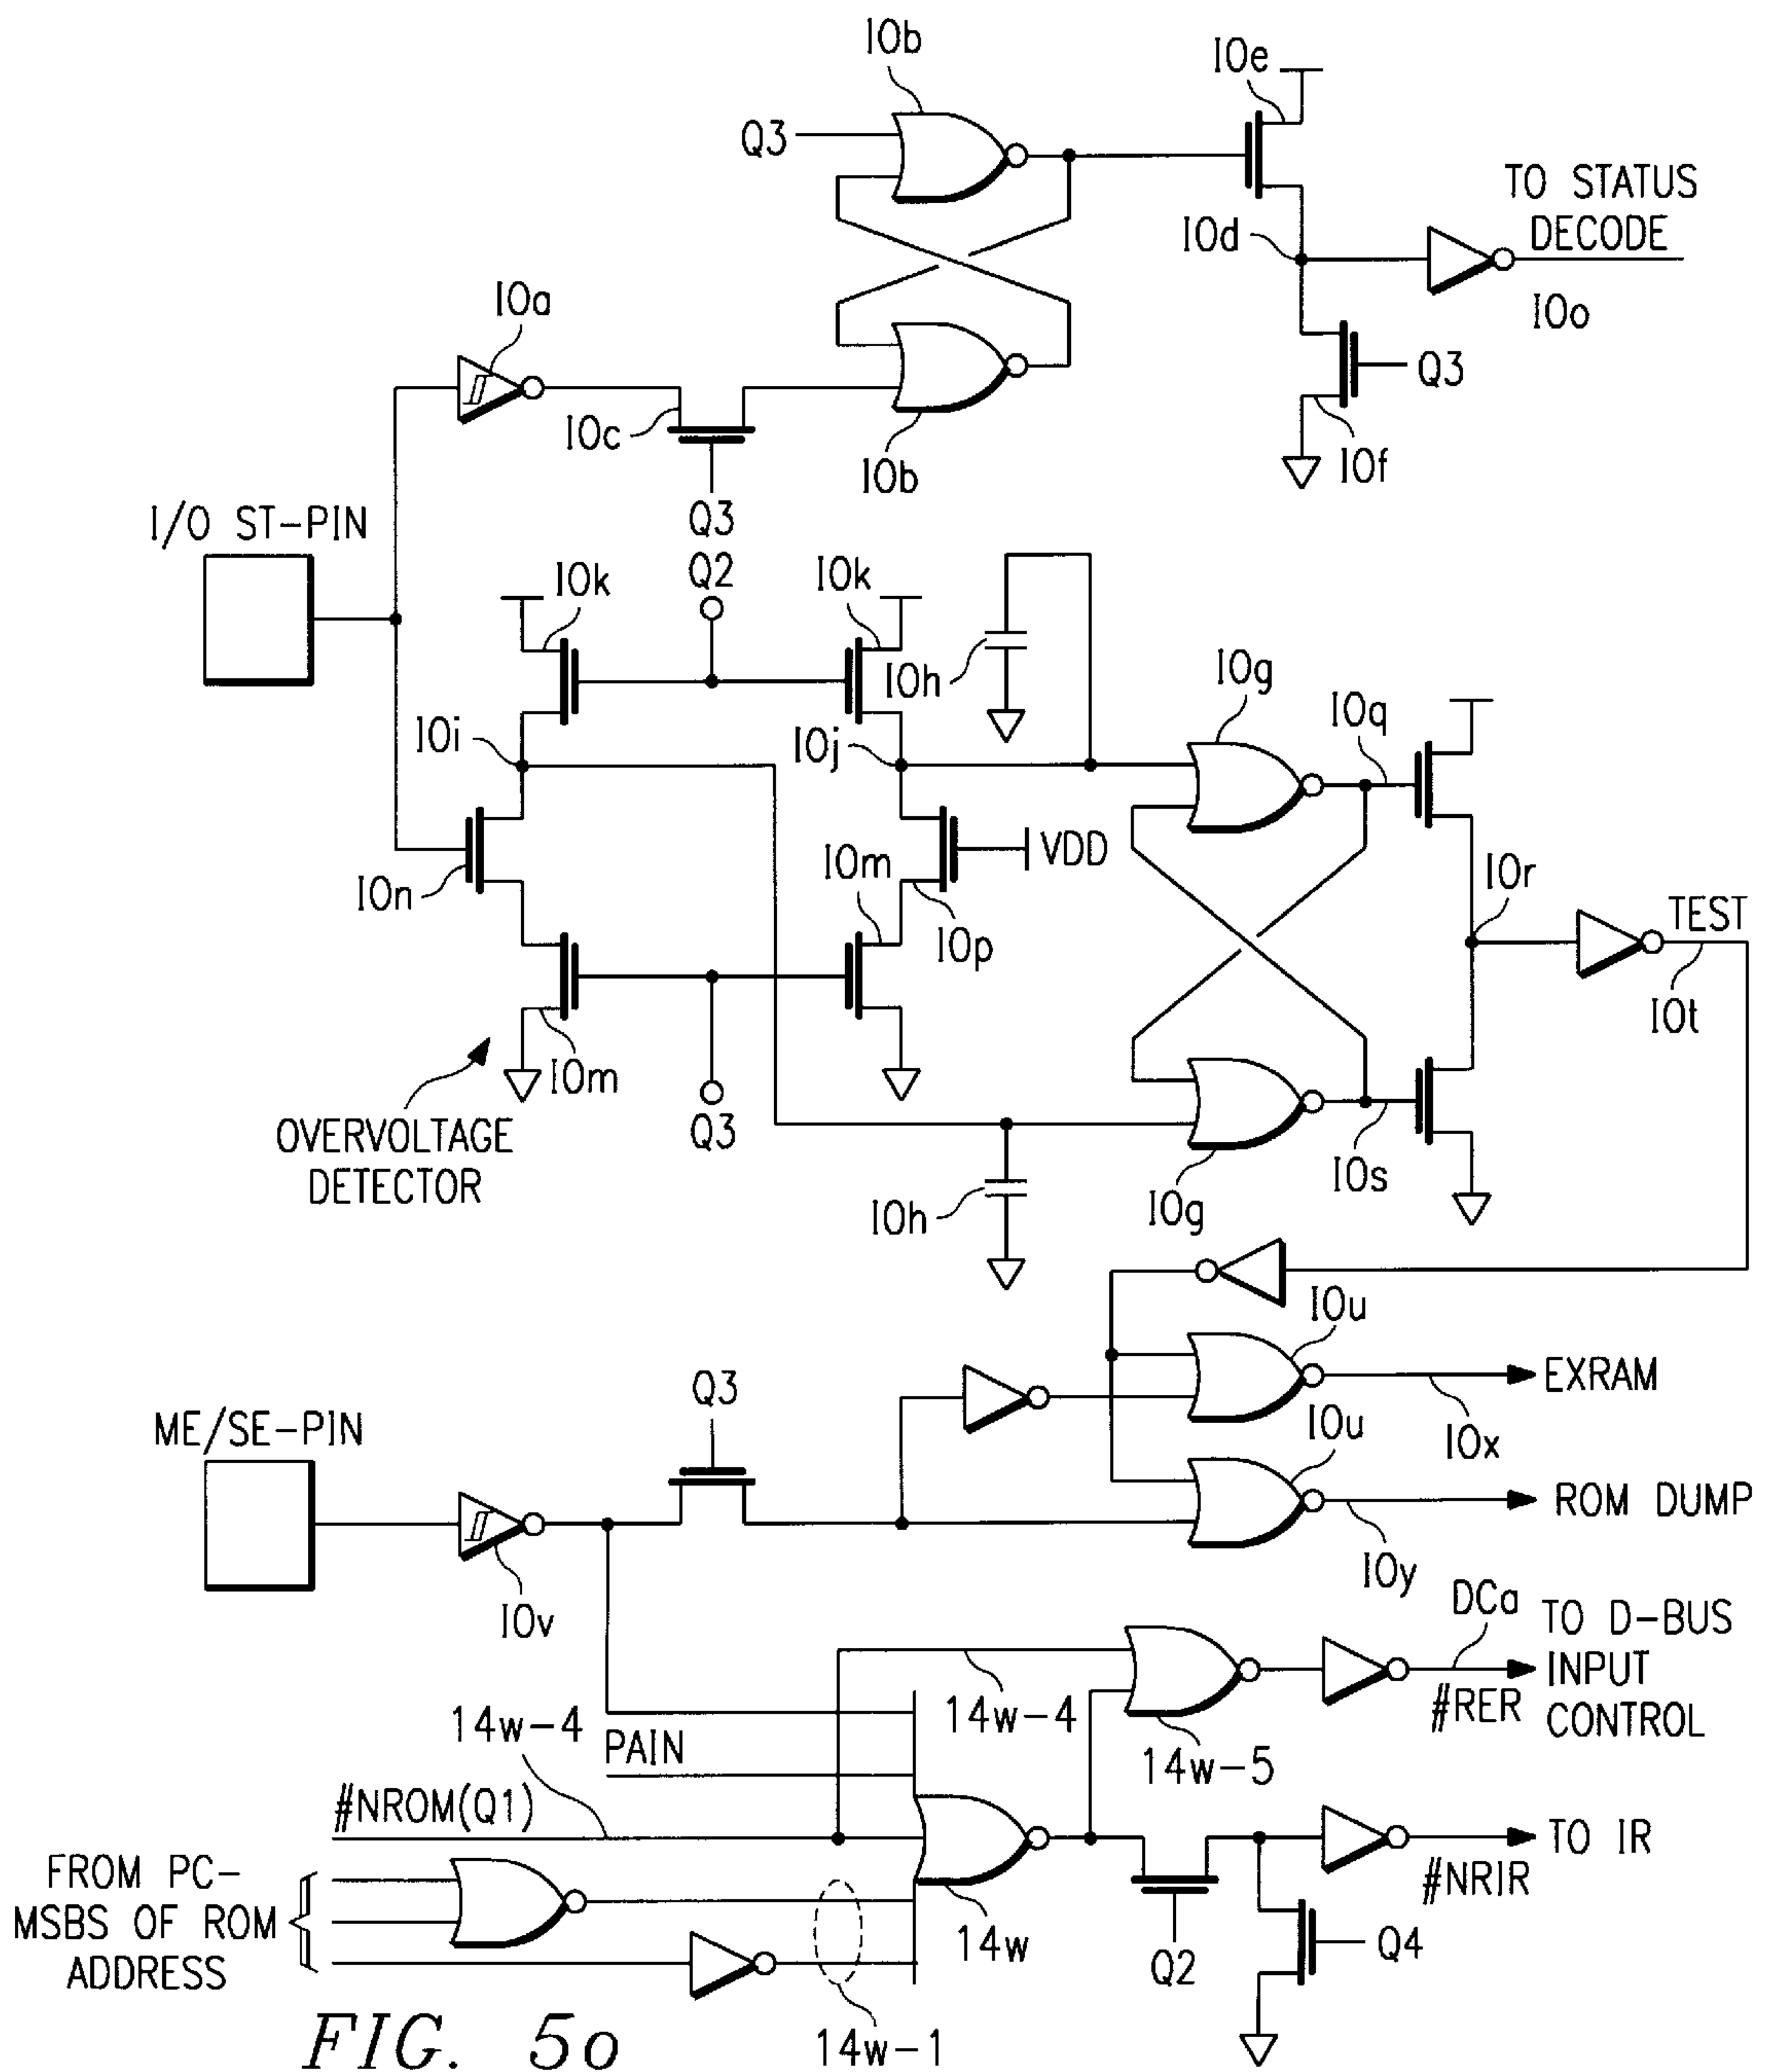 10b
10e
Q3
TO STATUS
DECODE
10d
10o
10a
Q3
10c
10b
10f
Q3
I/O ST-PIN
Q2
10k
10k
10h
10g
10q
10i
10j
VDD
10m
10r
10n
TEST
10p
10t
10m
OVERVOLTAGE
DETECTOR
Q3
10s
10h
10g
10u
Q3
EXRAM
ME/SE-PIN
10u
10x
ROM DUMP
10v
10y
DCa
TO D-BUS
INPUT
CONTROL
#RER
14w-4
14w-4
PAIN
14w-5
#NROM(Q1)
TO IR
#NRIR
FROM PC-
MSBS OF ROM
ADDRESS
14w
Q2
Q4
14w-1
FIG. 5o